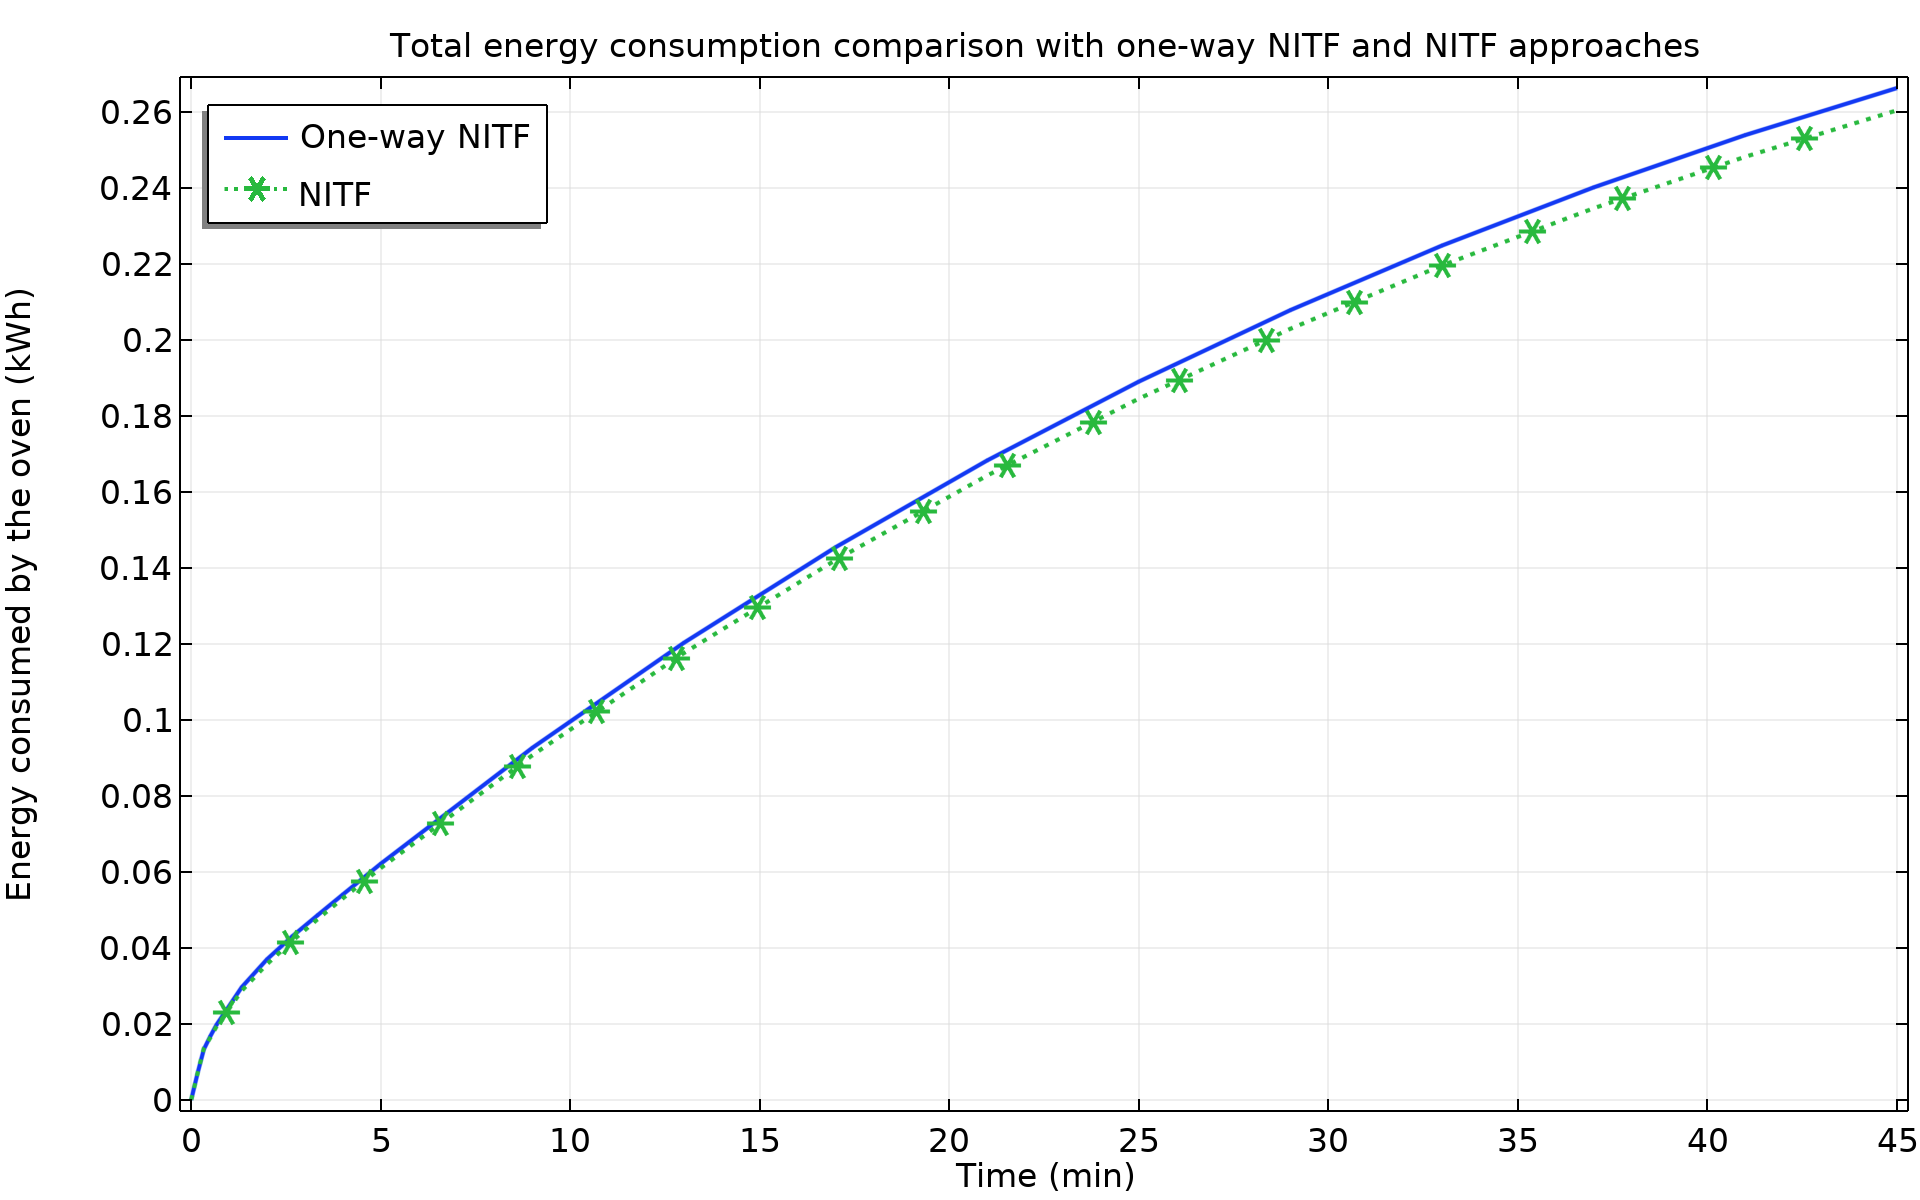 Total energy consumption comparison with one-way NITF and NITF approaches
One-way NITF
NITF
Energy consumed by the oven (kWh)
0.26
0.24
0.22
0.2
0.18
0.16
0.14
0.12
0.1
0.08
0.06
0.04
0.02
0
0 5 10 15 20 25 30 35 40 45
Time (min)